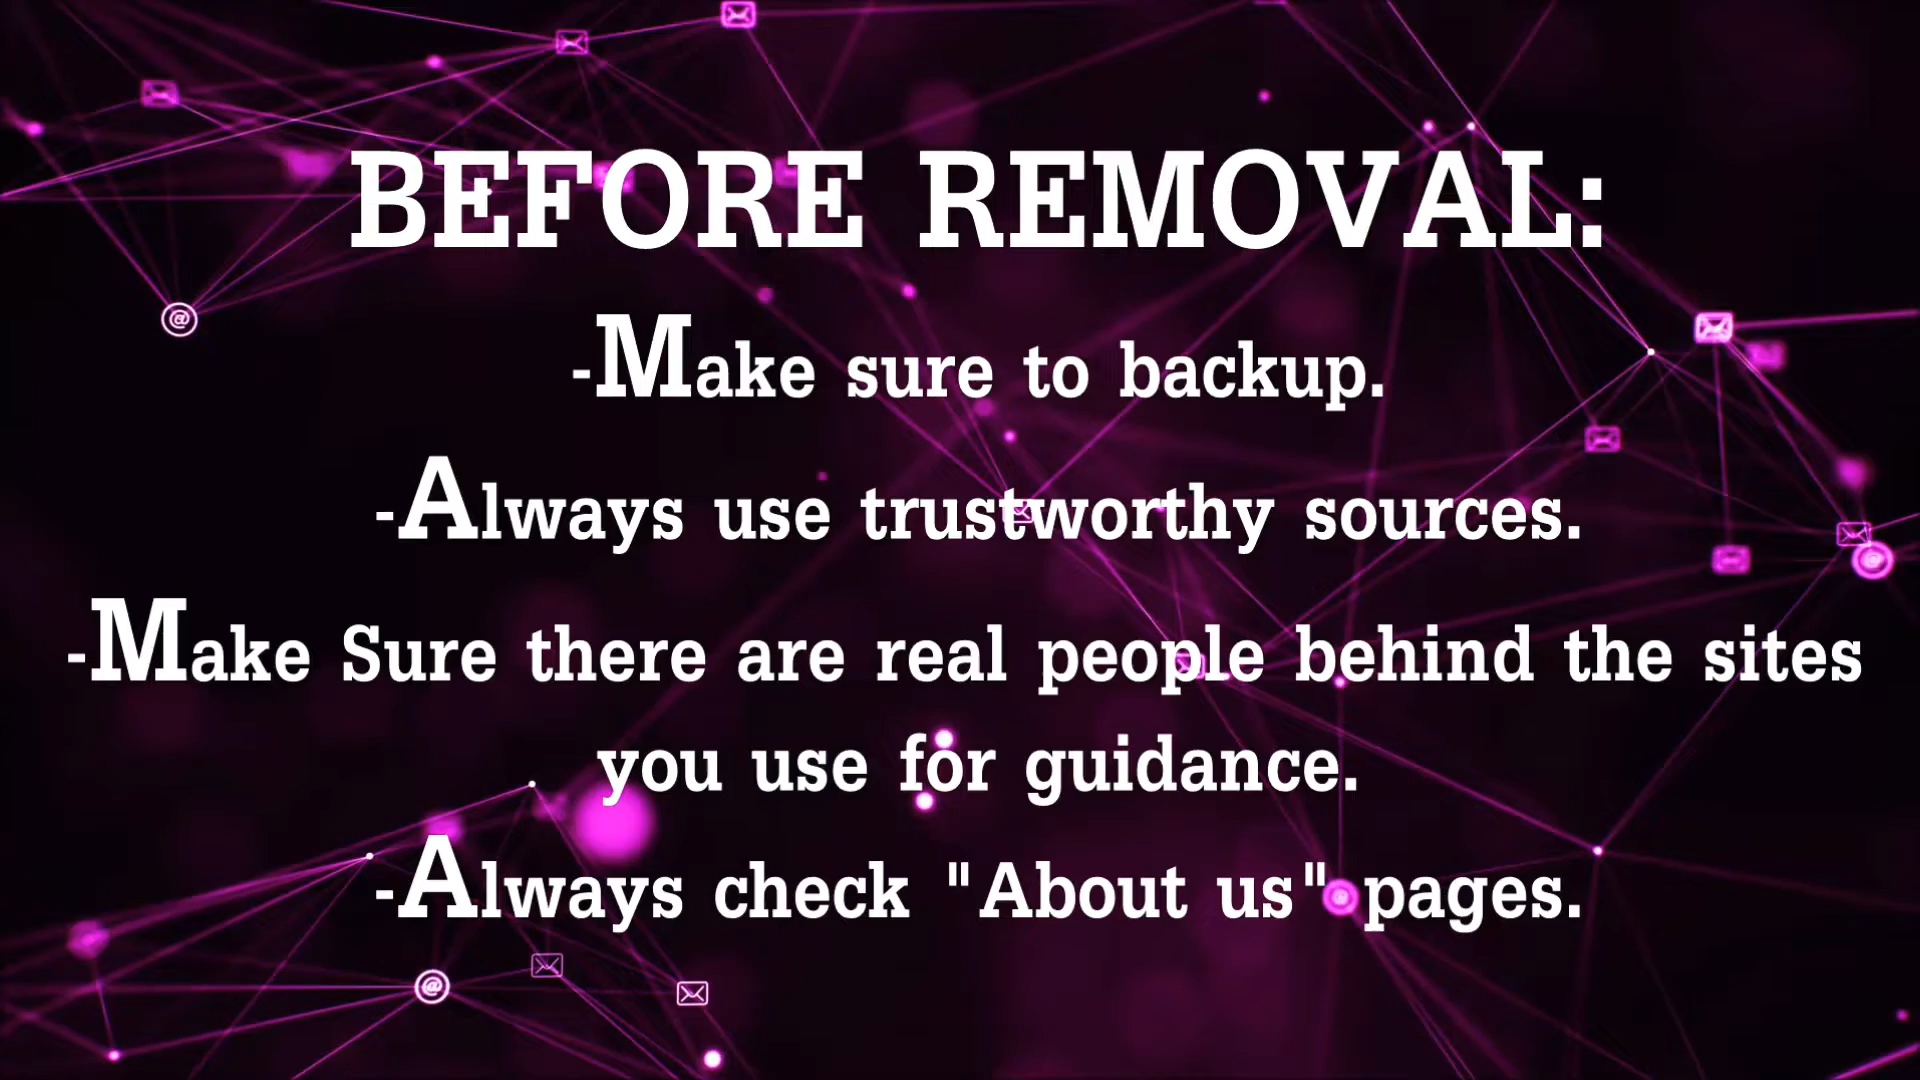 BEFORE REMOVAL:
-Make sure to backup.
-Always use trustworthy sources.
-Make Sure there are real people behind the sites
you use for guidance.
-Always check "About us" pages.